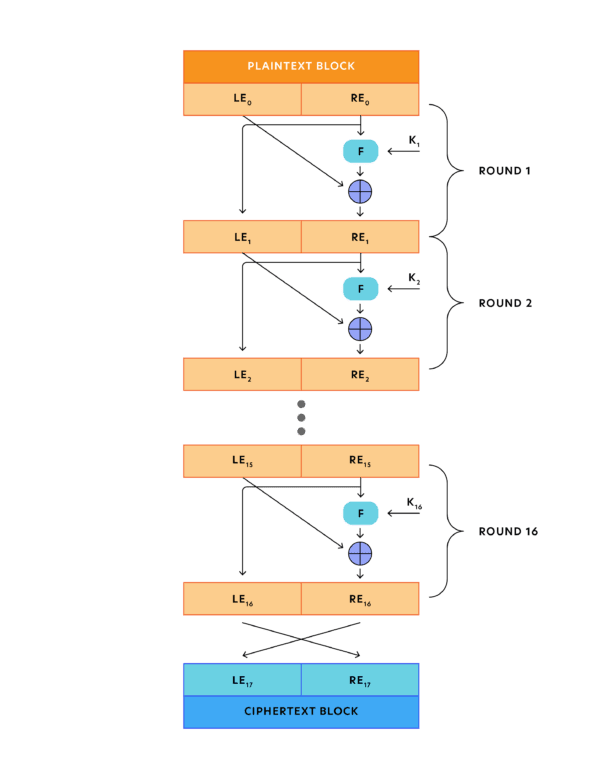 PLAINTEXT BLOCK
LE₀ RE₀
F K₁
ROUND 1
LE₁ RE₁
F K₂
ROUND 2
LE₂ RE₂
LE₁₅ RE₁₅
F K₁₆
ROUND 16
LE₁₆ RE₁₆
LE₁₇ RE₁₇
CIPHERTEXT BLOCK